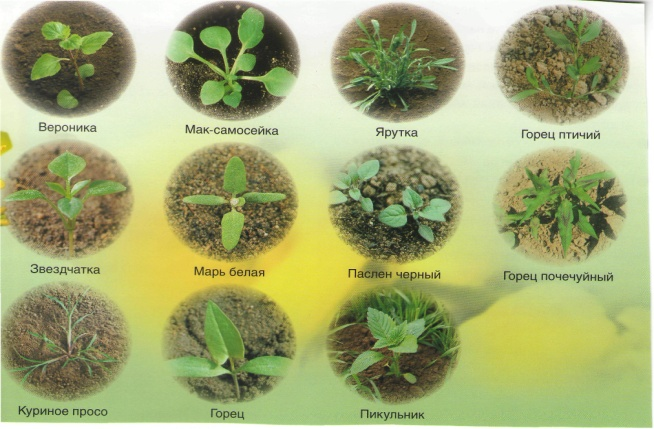 Вероника
Мак-самосейка
Ярутка
Горец птичий
Звездчатка
Марь белая
Паслен черный
Горец почечуйный
Куриное просо
Горец
Пикульник